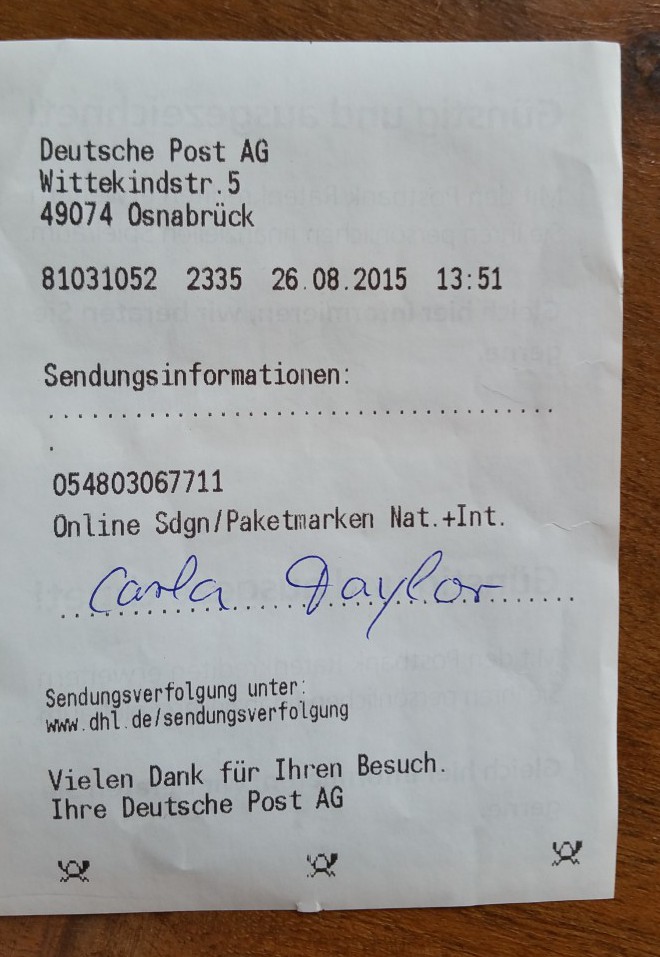 Deutsche Post AG
Wittekindstr.5
49074 Osnabrück
81031052 2335 26.08.2015 13:51
Sendungsinformationen:
.......................................
.
054803067711
Online Sdgn/Paketmarken Nat.+Int.
Carla Taylor
Sendungsverfolgung unter:
www.dhl.de/sendungsverfolgung
Vielen Dank für Ihren Besuch.
Ihre Deutsche Post AG